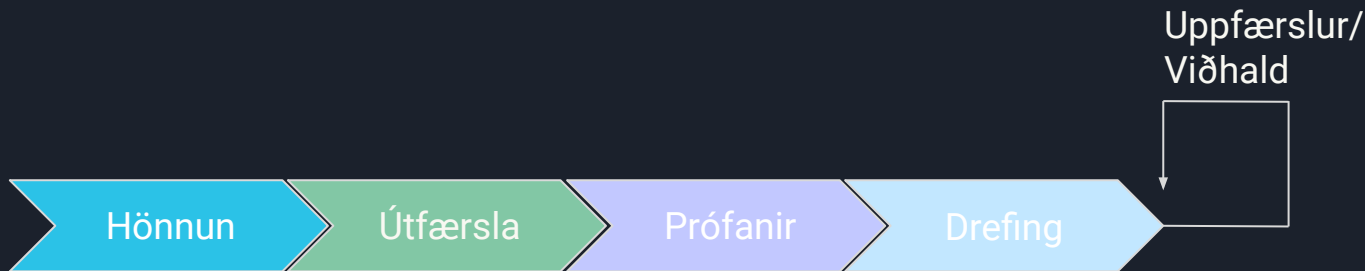 Uppfærslur/
Viðhald
Hönnun
Útfærsla
Prófanir
Drefing